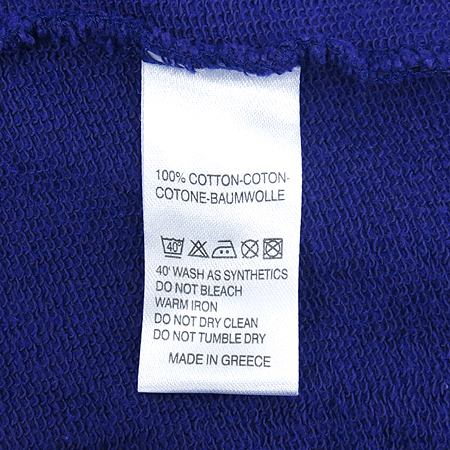 100% COTTON-COTON-
COTONE-BAUMWOLLE
40°
40' WASH AS SYNTHETICS
DO NOT BLEACH
WARM IRON
DO NOT DRY CLEAN
DO NOT TUMBLE DRY
MADE IN GREECE